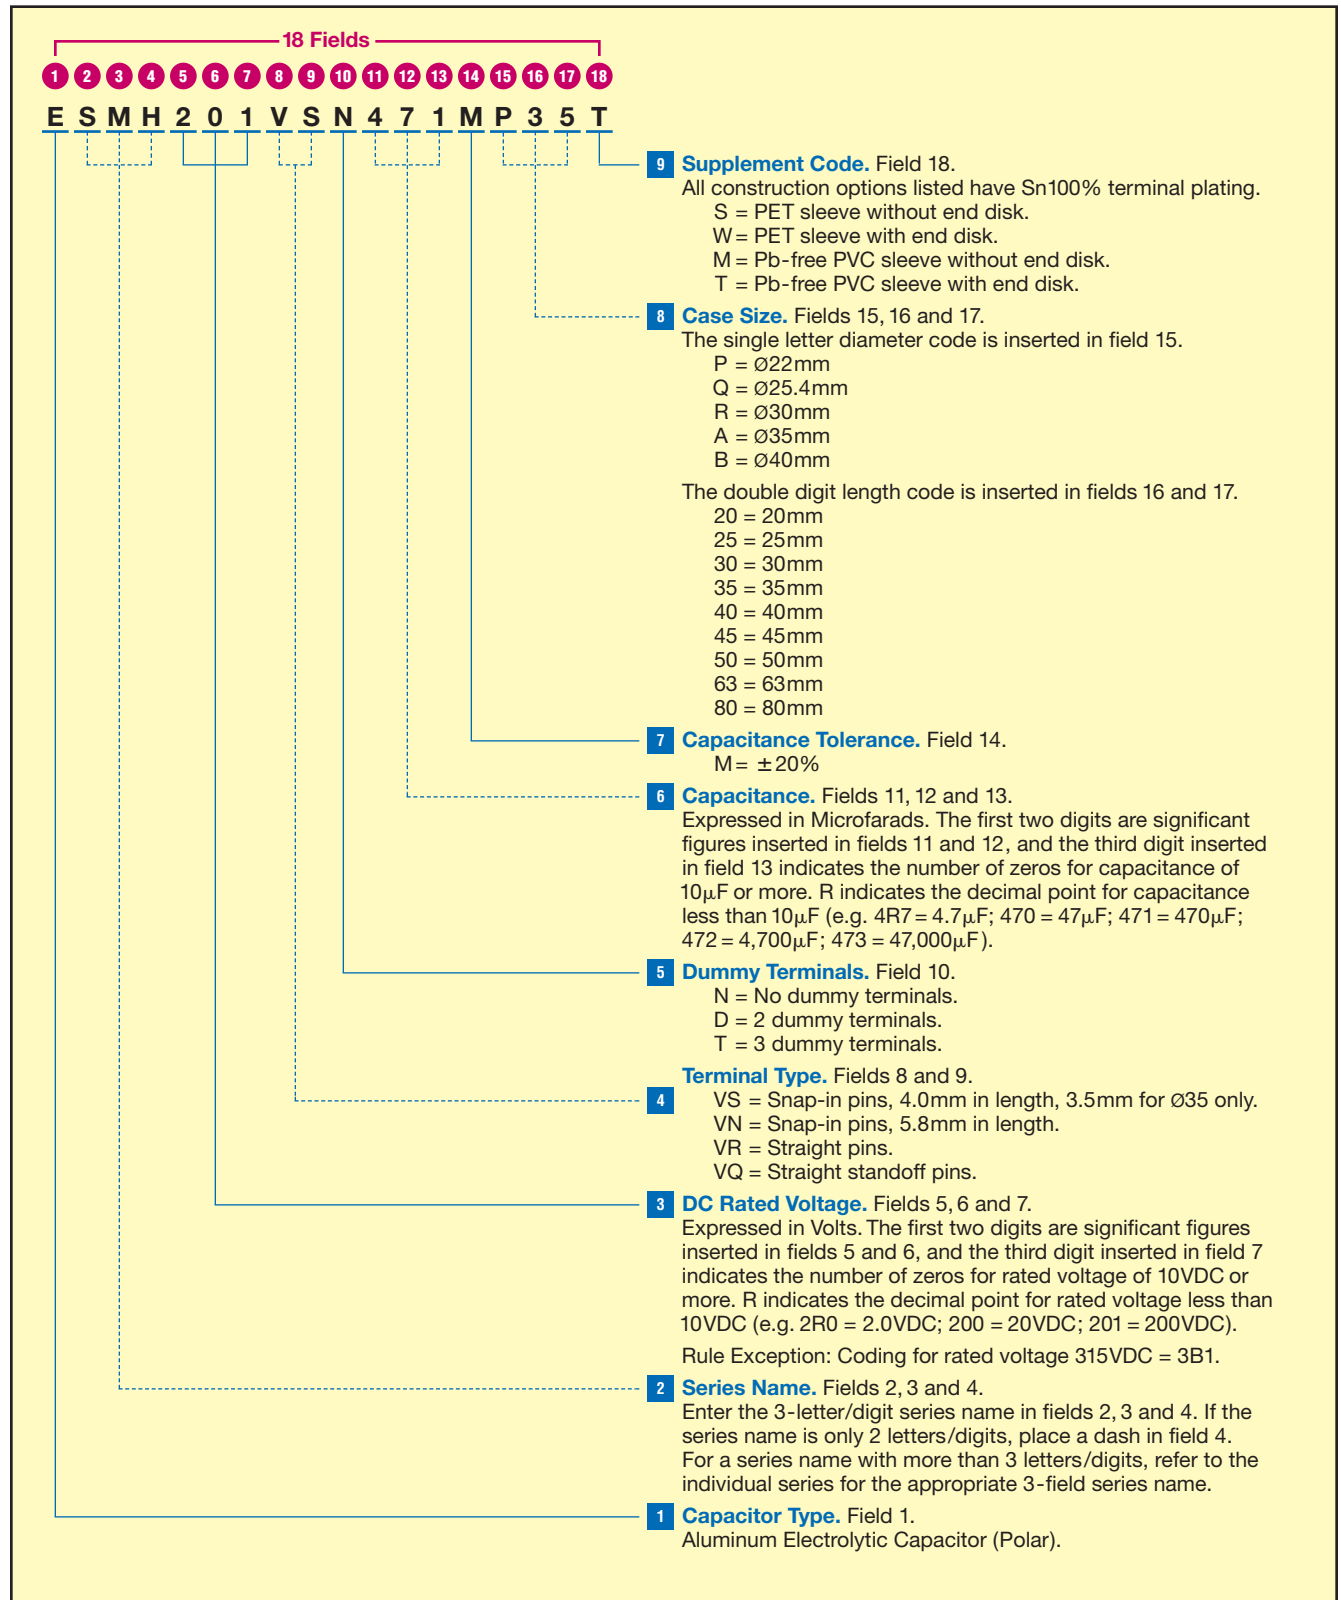 18 Fields
1 2 3 4 5 6 7 8 9 10 11 12 13 14 15 16 17 18
E S M H 2 0 1 V S N 4 7 1 M P 3 5 T
9 Supplement Code. Field 18.
All construction options listed have Sn100% terminal plating.
S = PET sleeve without end disk.
W = PET sleeve with end disk.
M = Pb-free PVC sleeve without end disk.
T = Pb-free PVC sleeve with end disk.
8 Case Size. Fields 15, 16 and 17.
The single letter diameter code is inserted in field 15.
P = Ø22mm
Q = Ø25.4mm
R = Ø30mm
A = Ø35mm
B = Ø40mm
The double digit length code is inserted in fields 16 and 17.
20 = 20mm
25 = 25mm
30 = 30mm
35 = 35mm
40 = 40mm
45 = 45mm
50 = 50mm
63 = 63mm
80 = 80mm
7 Capacitance Tolerance. Field 14.
M = ±20%
6 Capacitance. Fields 11, 12 and 13.
Expressed in Microfarads. The first two digits are significant
figures inserted in fields 11 and 12, and the third digit inserted
in field 13 indicates the number of zeros for capacitance of
10µF or more. R indicates the decimal point for capacitance
less than 10µF (e.g. 4R7 = 4.7µF; 470 = 47µF; 471 = 470µF;
472 = 4,700µF; 473 = 47,000µF).
5 Dummy Terminals. Field 10.
N = No dummy terminals.
D = 2 dummy terminals.
T = 3 dummy terminals.
Terminal Type. Fields 8 and 9.
4 VS = Snap-in pins, 4.0mm in length, 3.5mm for Ø35 only.
VN = Snap-in pins, 5.8mm in length.
VR = Straight pins.
VQ = Straight standoff pins.
3 DC Rated Voltage. Fields 5, 6 and 7.
Expressed in Volts. The first two digits are significant figures
inserted in fields 5 and 6, and the third digit inserted in field 7
indicates the number of zeros for rated voltage of 10VDC or
more. R indicates the decimal point for rated voltage less than
10VDC (e.g. 2R0 = 2.0VDC; 200 = 20VDC; 201 = 200VDC).
Rule Exception: Coding for rated voltage 315VDC = 3B1.
2 Series Name. Fields 2, 3 and 4.
Enter the 3-letter/digit series name in fields 2, 3 and 4. If the
series name is only 2 letters/digits, place a dash in field 4.
For a series name with more than 3 letters/digits, refer to the
individual series for the appropriate 3-field series name.
1 Capacitor Type. Field 1.
Aluminum Electrolytic Capacitor (Polar).